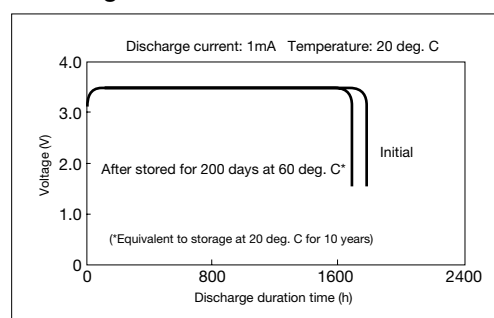 Discharge current: 1mA Temperature: 20 deg. C
4.0
3.0
2.0
1.0
0
Voltage (V)
Initial
After stored for 200 days at 60 deg. C*
(*Equivalent to storage at 20 deg. C for 10 years)
0 800 1600 2400
Discharge duration time (h)